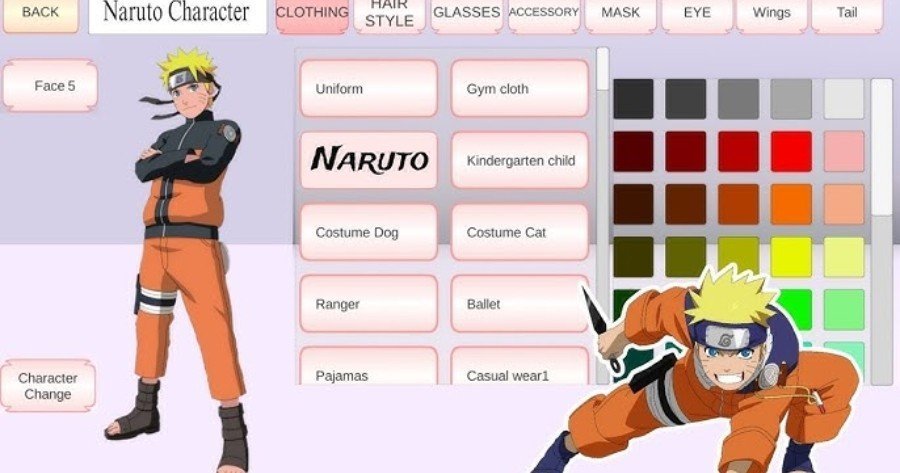 BACK
Naruto Character
CLOTHING
HAIR
STYLE
GLASSES
ACCESSORY
MASK
EYE
Wings
Tail
Face 5
Uniform
Gym cloth
NARUTO
Kindergarten child
Costume Dog
Costume Cat
Ranger
Ballet
Pajamas
Casual wear1
Character
Change